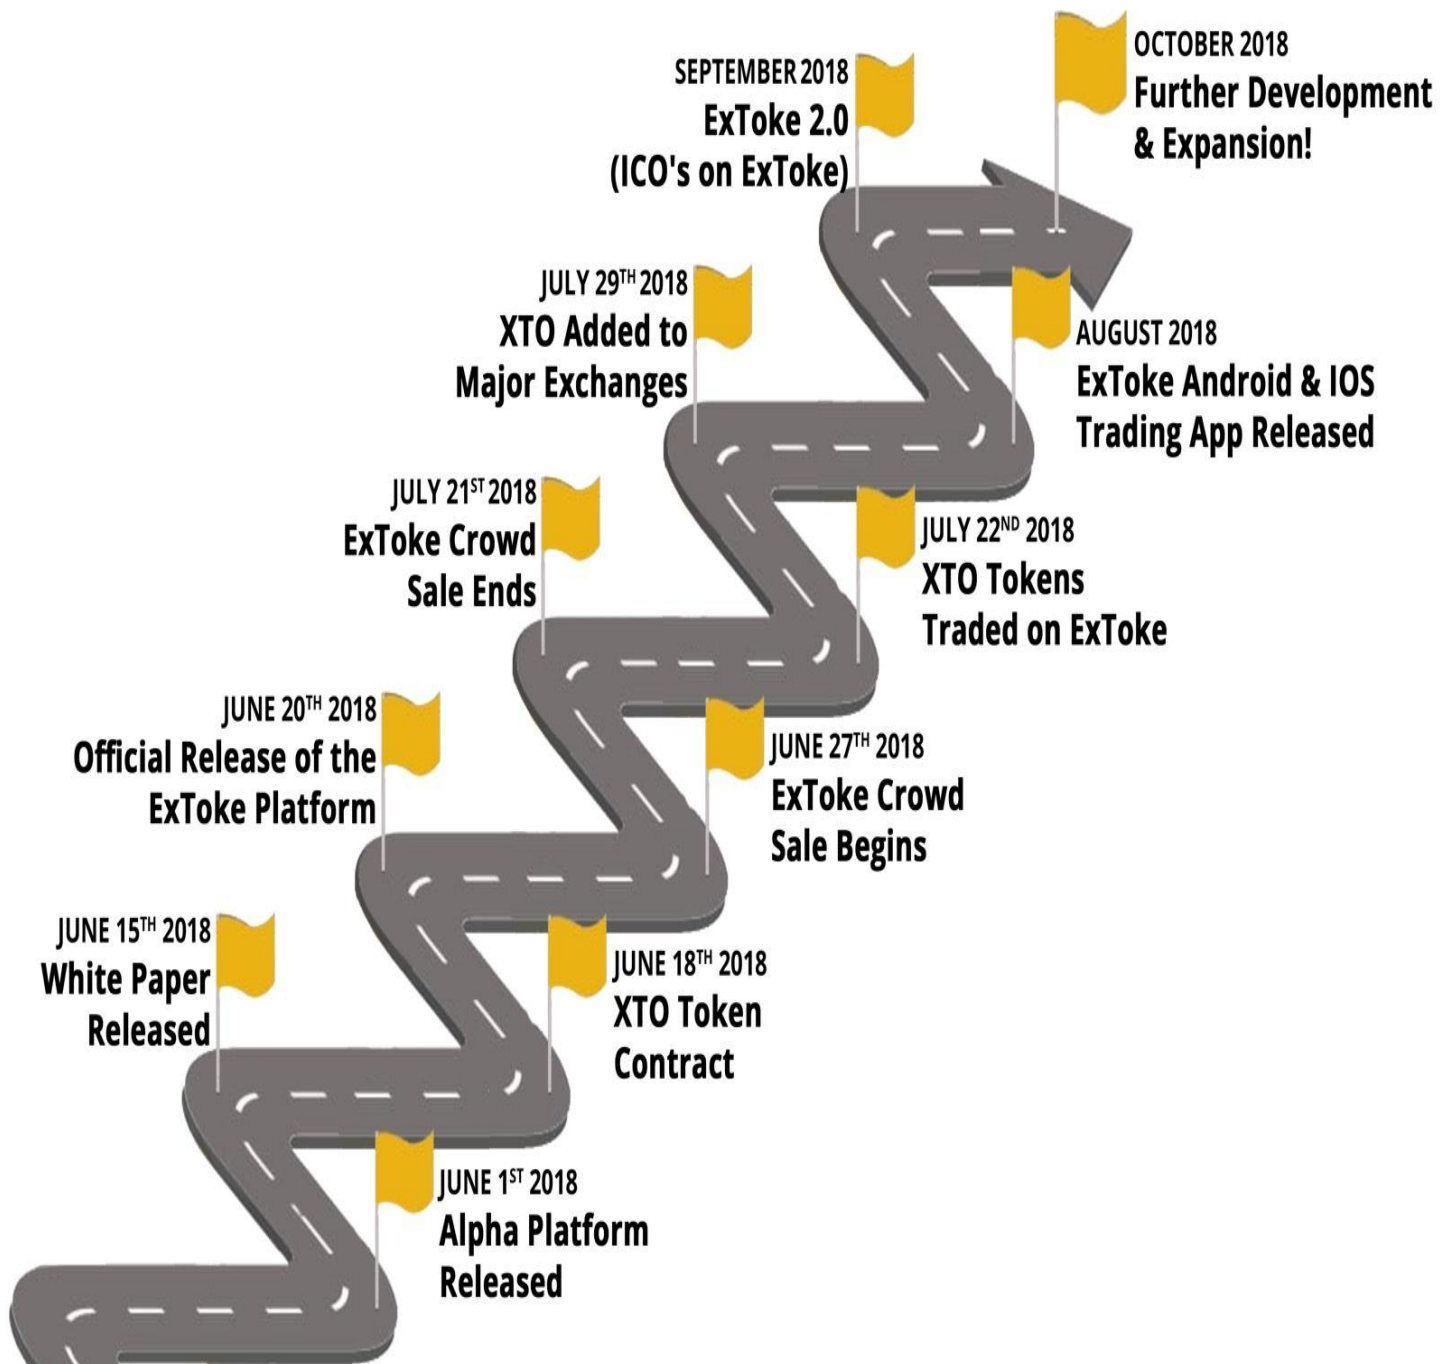 OCTOBER 2018
Further Development
& Expansion!
SEPTEMBER 2018
ExToke 2.0
(ICO's on ExToke)
JULY 29TH 2018
XTO Added to
Major Exchanges
AUGUST 2018
ExToke Android & IOS
Trading App Released
JULY 21ST 2018
ExToke Crowd
Sale Ends
JULY 22ND 2018
XTO Tokens
Traded on ExToke
JUNE 20TH 2018
Official Release of the
ExToke Platform
JUNE 27TH 2018
ExToke Crowd
Sale Begins
JUNE 15TH 2018
White Paper
Released
JUNE 18TH 2018
XTO Token
Contract
JUNE 1ST 2018
Alpha Platform
Released